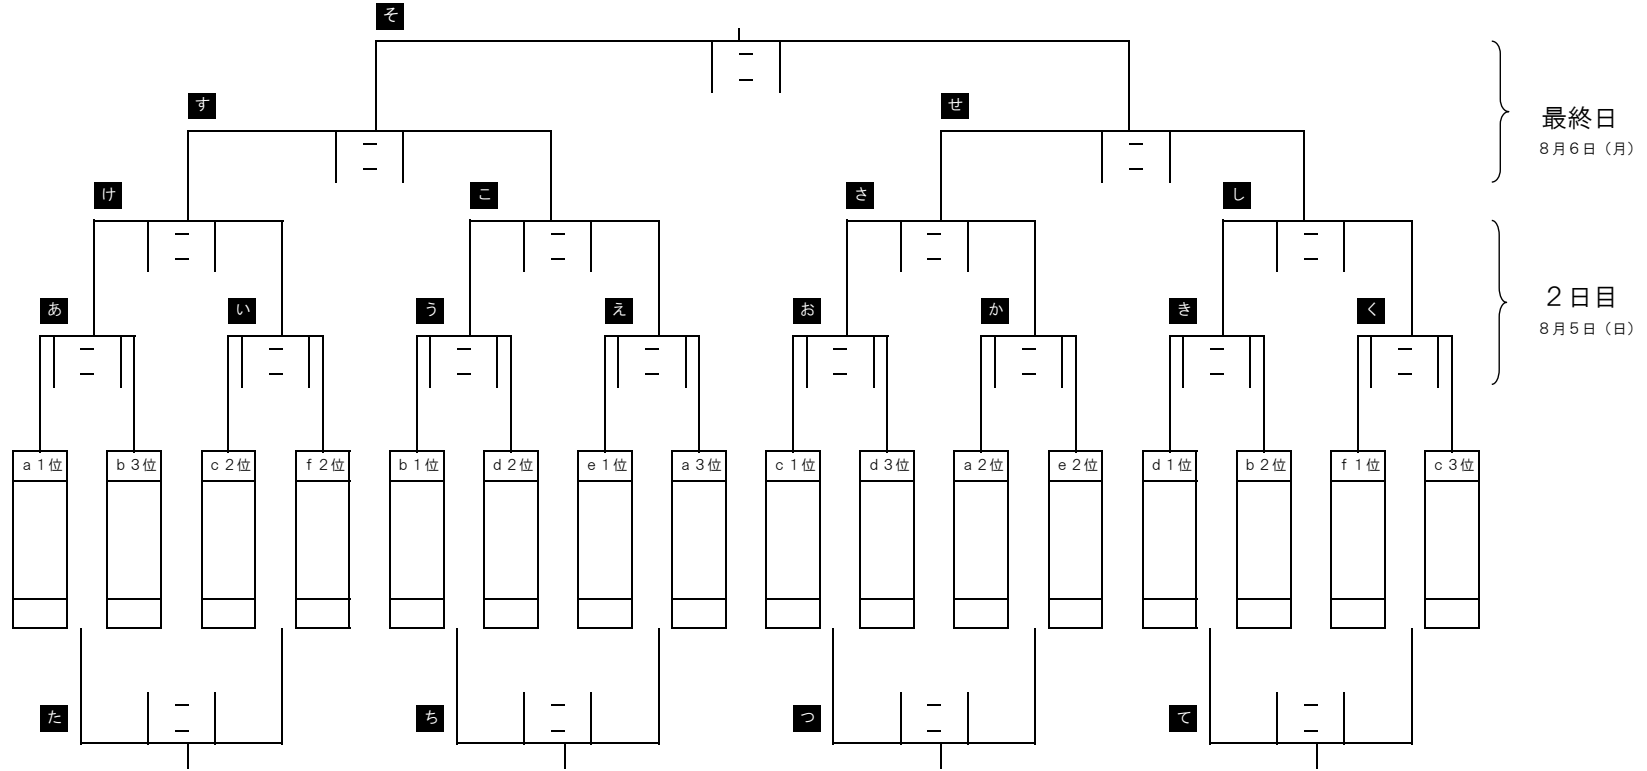 そ
す
せ
最終日
８月６日（月）
け
こ
さ
し
あ
い
う
え
お
か
き
く
２日目
８月５日（日）
ａ１位
ｂ３位
ｃ２位
ｆ２位
ｂ１位
ｄ２位
ｅ１位
ａ３位
ｃ１位
ｄ３位
ａ２位
ｅ２位
ｄ１位
ｂ２位
ｆ１位
ｃ３位
た
ち
つ
て